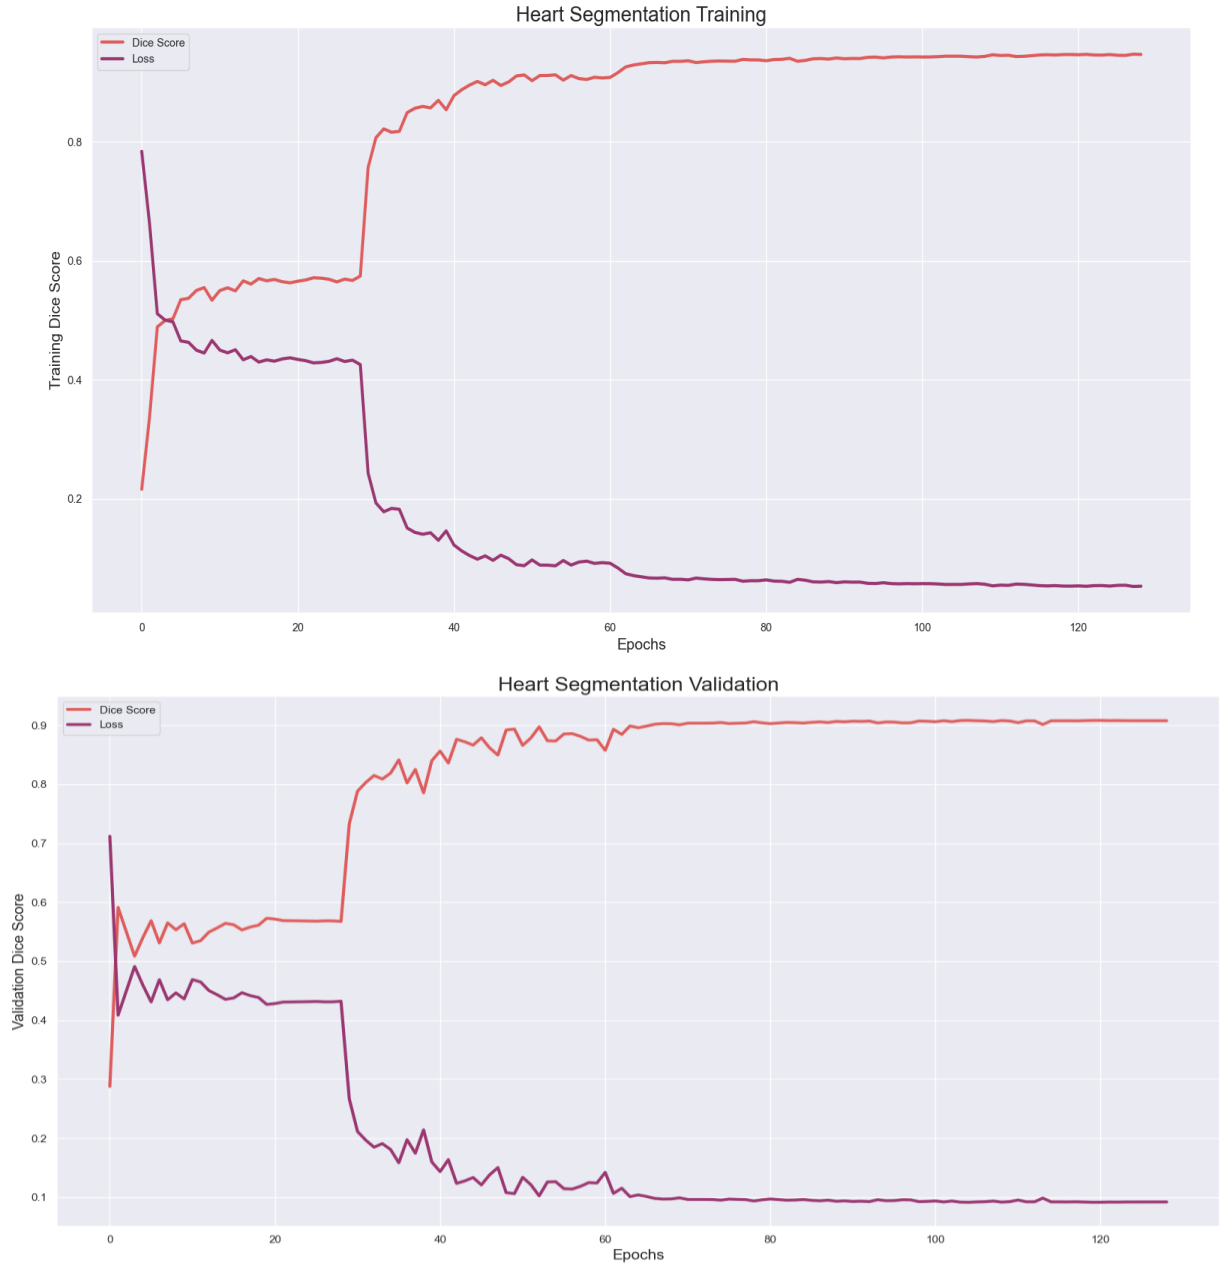 Heart Segmentation Training
Dice Score
Loss
0.8
0.6
0.4
0.2
Training Dice Score
0 20 40 60 80 100 120
Epochs
Heart Segmentation Validation
Dice Score
Loss
0.9
0.8
0.7
0.6
0.5
0.4
0.3
0.2
0.1
Validation Dice Score
0 20 40 60 80 100 120
Epochs